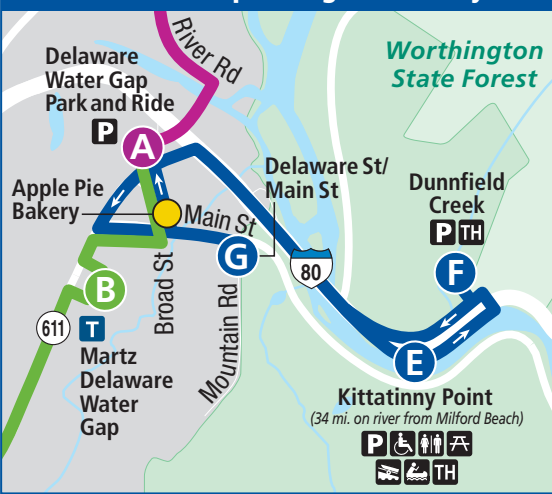 River Rd
Delaware
Water Gap
Park and Ride
P
A
Worthington
State Forest
Apple Pie
Bakery
Main St
Delaware St/
Main St
Dunnfield
Creek
P TH
G
F
80
B
Broad St
Mountain Rd
611
T
Martz
Delaware
Water
Gap
E
Kittatinny Point
(34 mi. on river from Milford Beach)
P
TH